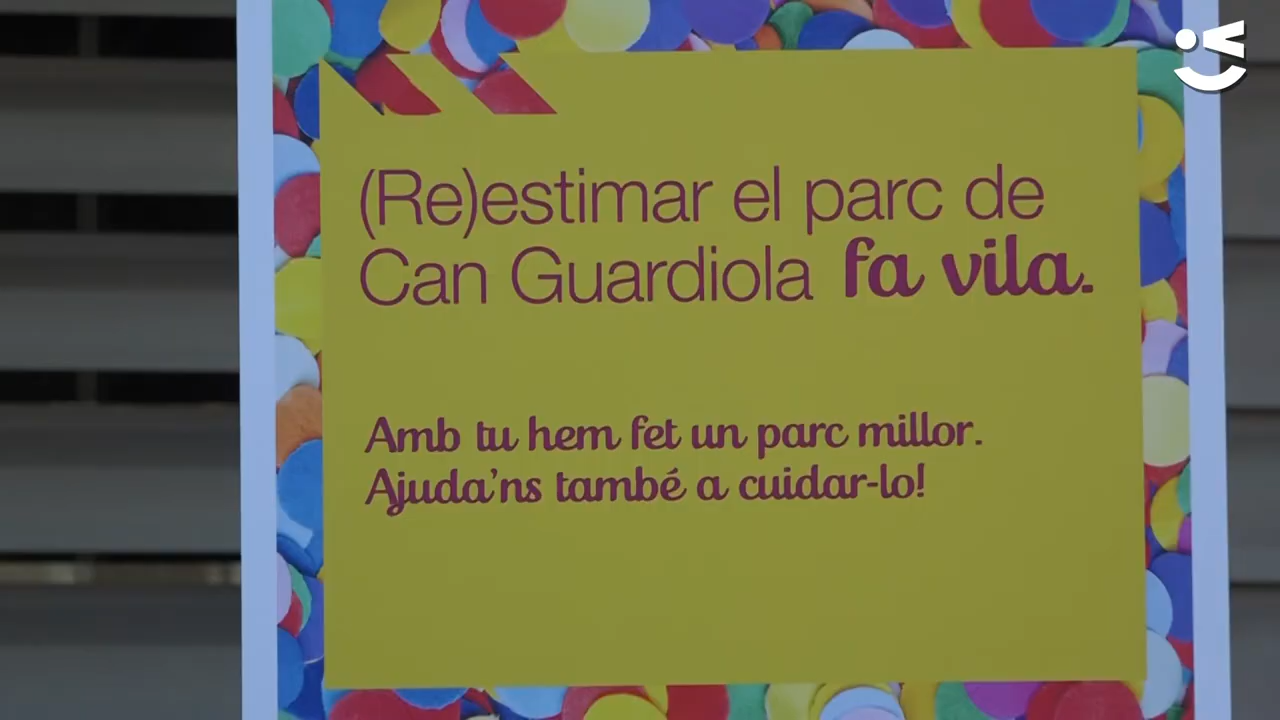 (Re)estimar el parc de
Can Guardiola fa vila.
Amb tu hem fet un parc millor.
Ajuda'ns també a cuidar-lo!